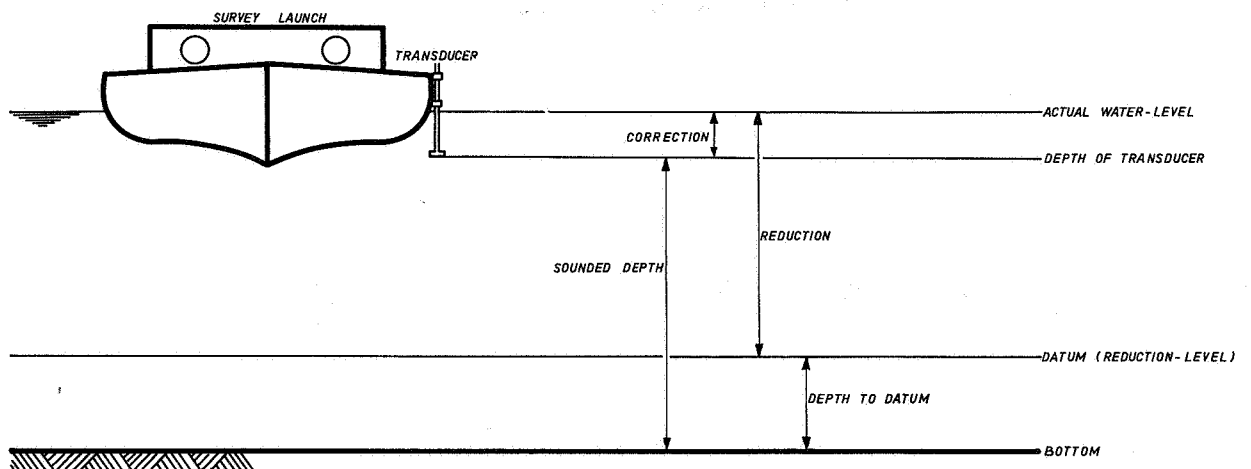 SURVEY LAUNCH
TRANSDUCER
ACTUAL WATER-LEVEL
CORRECTION
DEPTH OF TRANSDUCER
REDUCTION
SOUNDED DEPTH
DATUM (REDUCTION-LEVEL)
DEPTH TO DATUM
BOTTOM